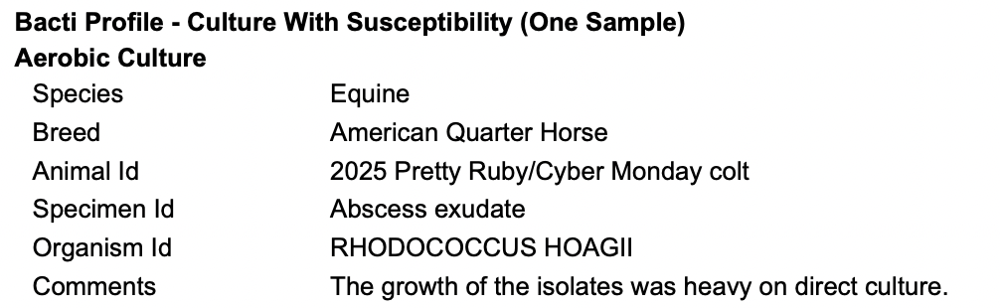 Bacti Profile - Culture With Susceptibility (One Sample)
Aerobic Culture
Species Equine
Breed American Quarter Horse
Animal Id 2025 Pretty Ruby/Cyber Monday colt
Specimen Id Abscess exudate
Organism Id RHODOCOCCUS HOAGII
Comments The growth of the isolates was heavy on direct culture.